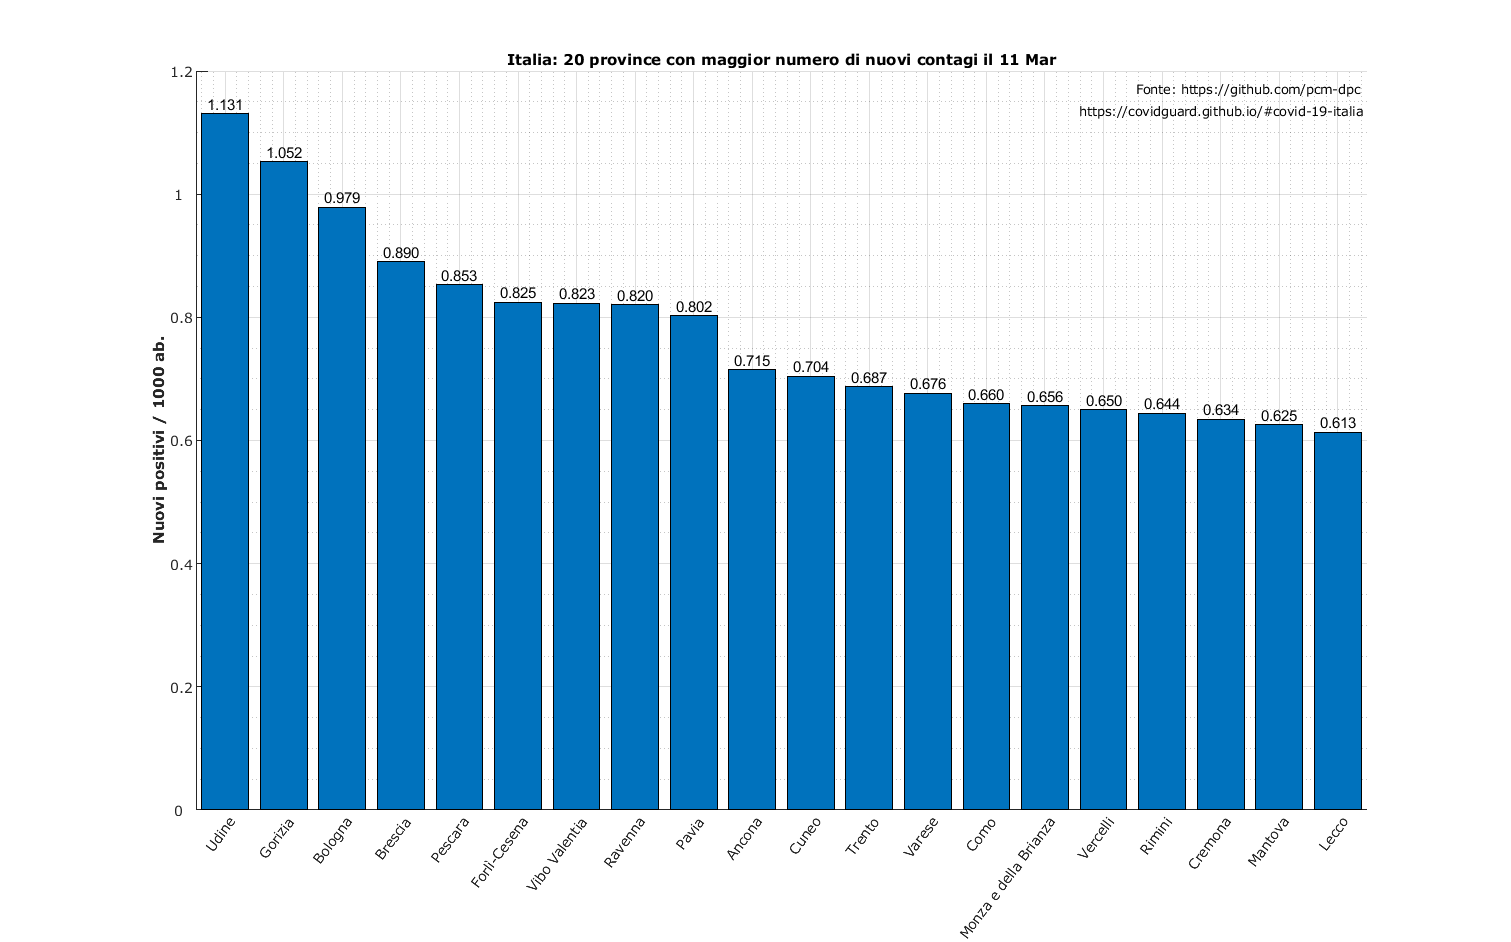 Italia: 20 province con maggior numero di nuovi contagi il 11 Mar
Fonte: https://github.com/pcm-dpc
https://covidguard.github.io/#covid-19-italia
Nuovi positivi / 1000 ab.
1.2
1
0.8
0.6
0.4
0.2
0
1.131
1.052
0.979
0.890
0.853
0.825
0.823
0.820
0.802
0.715
0.704
0.687
0.676
0.660
0.656
0.650
0.644
0.634
0.625
0.613
Udine
Gorizia
Bologna
Brescia
Pescara
Forlì-Cesena
Vibo Valentia
Ravenna
Pavia
Ancona
Cuneo
Trento
Varese
Como
Monza e della Brianza
Vercelli
Rimini
Cremona
Mantova
Lecco